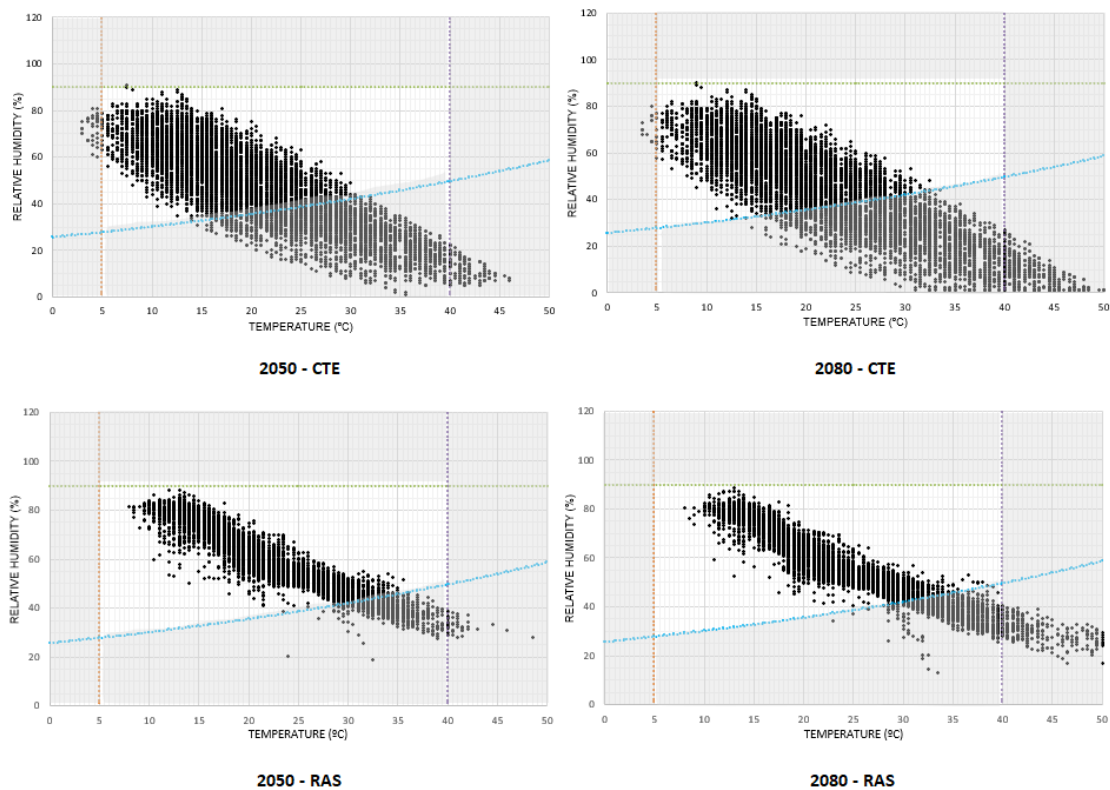 120
100
80
60
40
20
0
RELATIVE HUMIDITY (%)
0 5 10 15 20 25 30 35 40 45 50
TEMPERATURE (°C)
2050 - CTE
120
100
80
60
40
20
0
RELATIVE HUMIDITY (%)
0 5 10 15 20 25 30 35 40 45 50
TEMPERATURE (°C)
2080 - CTE
120
100
80
60
40
20
0
RELATIVE HUMIDITY (%)
0 5 10 15 20 25 30 35 40 45 50
TEMPERATURE (ºC)
2050 - RAS
120
100
80
60
40
20
0
RELATIVE HUMIDITY (%)
0 5 10 15 20 25 30 35 40 45 50
TEMPERATURE (ºC)
2080 - RAS